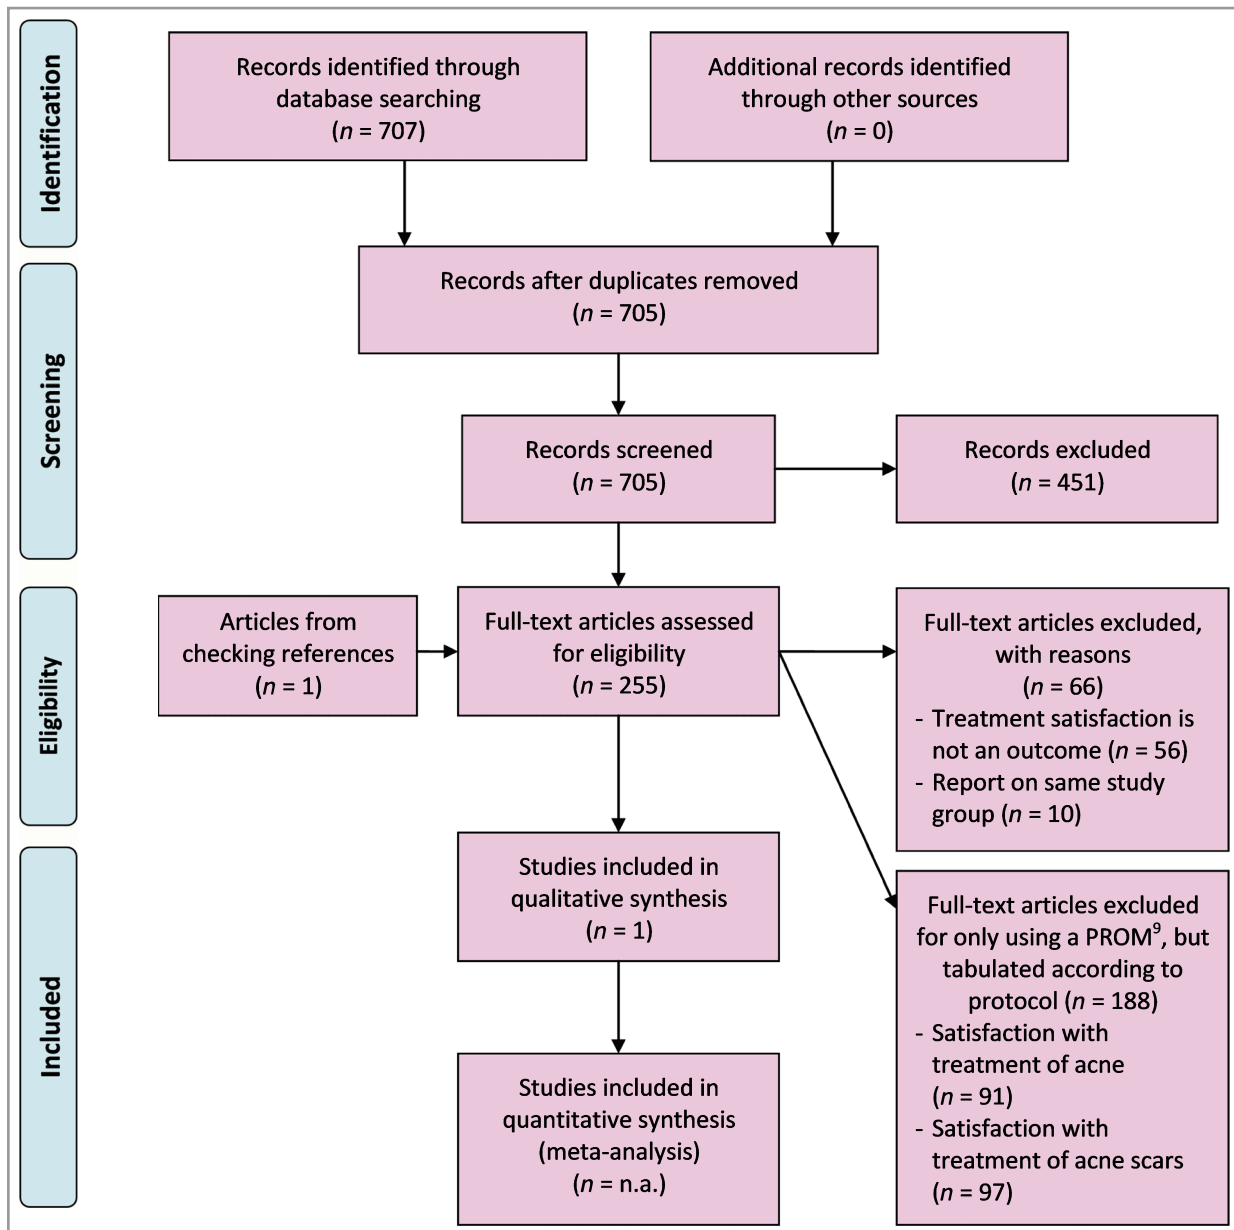 Identification
Records identified through
database searching
(n = 707)
Additional records identified
through other sources
(n = 0)
Records after duplicates removed
(n = 705)
Screening
Records screened
(n = 705)
Records excluded
(n = 451)
Eligibility
Articles from
checking references
(n = 1)
Full-text articles assessed
for eligibility
(n = 255)
Full-text articles excluded,
with reasons
(n = 66)
- Treatment satisfaction is
not an outcome (n = 56)
- Report on same study
group (n = 10)
Included
Studies included in
qualitative synthesis
(n = 1)
Full-text articles excluded
for only using a PROM⁹, but
tabulated according to
protocol (n = 188)
- Satisfaction with
treatment of acne
(n = 91)
- Satisfaction with
treatment of acne scars
(n = 97)
Studies included in
quantitative synthesis
(meta-analysis)
(n = n.a.)